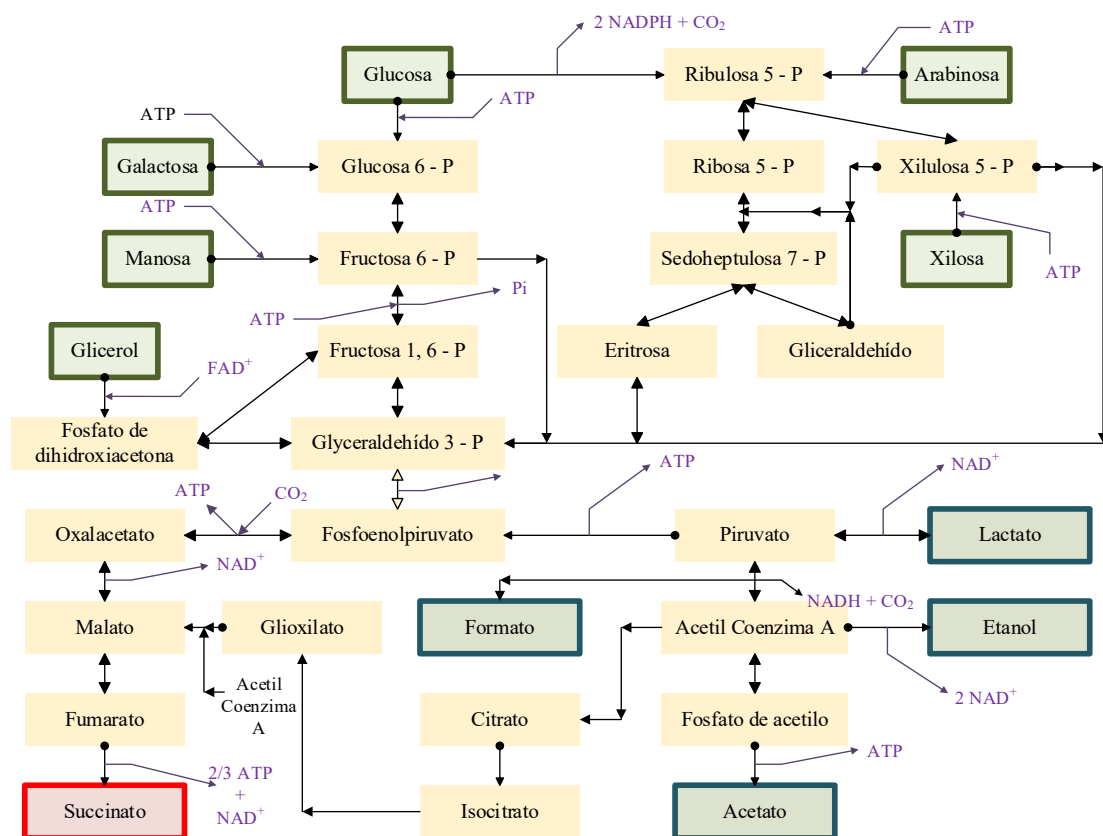 2 NADPH + CO₂
Glucosa
Ribulosa 5 - P
ATP
Arabinosa
ATP
ATP
Galactosa
Glucosa 6 - P
Ribosa 5 - P
Xilulosa 5 - P
ATP
Manosa
Fructosa 6 - P
Sedoheptulosa 7 - P
Xilosa
ATP
Pi
ATP
Glicerol
Fructosa 1, 6 - P
Eritrosa
Gliceraldehído
FAD⁺
Fosfato de
dihidroxiacetona
Glyceraldehído 3 - P
ATP
CO₂
ATP
NAD⁺
Oxalacetato
Fosfoenolpiruvato
Piruvato
Lactato
NAD⁺
NADH + CO₂
Malato
Glioxilato
Formato
Acetil Coenzima A
Etanol
Acetil
Coenzima
A
2 NAD⁺
Fumarato
Citrato
Fosfato de acetilo
ATP
2/3 ATP
+
NAD⁺
Succinato
Isocitrato
Acetato